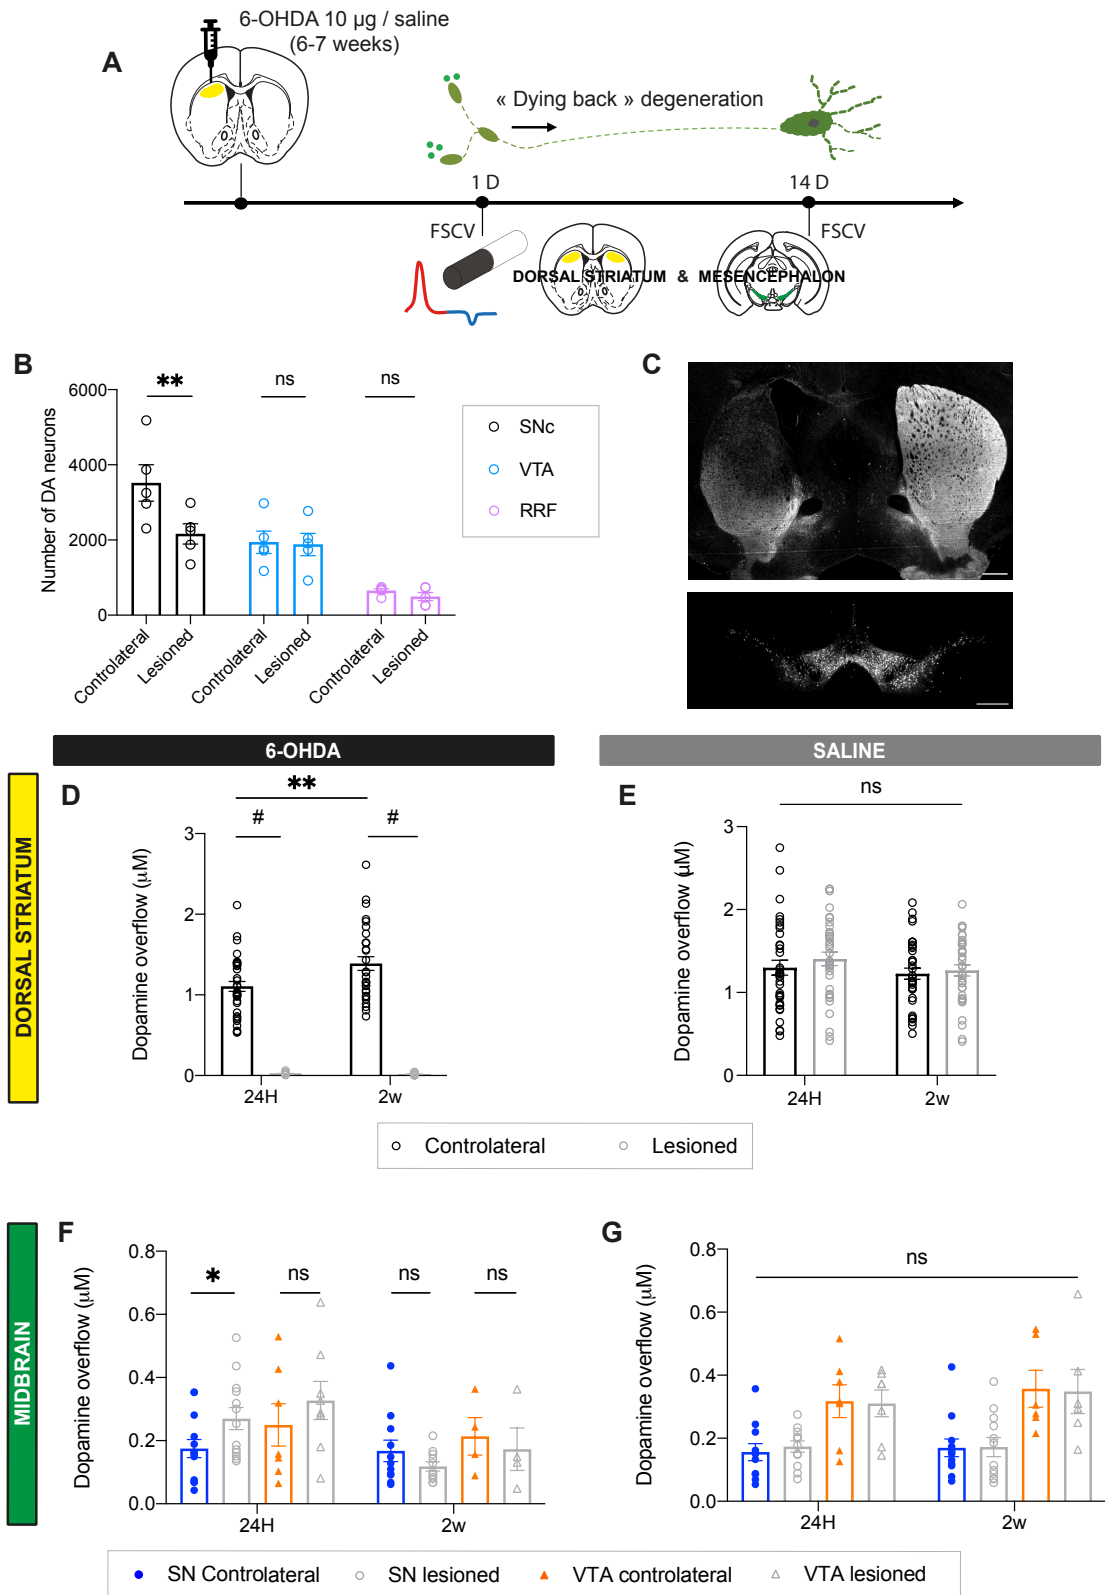 6-OHDA 10 µg / saline
(6-7 weeks)
A
« Dying back » degeneration
1 D
14 D
FSCV
FSCV
DORSAL STRIATUM & MESENCEPHALON
B
Number of DA neurons
6000
4000
2000
0
**
ns
ns
Controlateral
Lesioned
Controlateral
Lesioned
Controlateral
Lesioned
SNc
VTA
RRF
C
6-OHDA
SALINE
DORSAL STRIATUM
D
Dopamine overflow (µM)
3
2
1
0
**
#
#
24H
2w
E
Dopamine overflow (µM)
3
2
1
0
ns
24H
2w
Controlateral
Lesioned
MIDBRAIN
F
Dopamine overflow (µM)
0.8
0.6
0.4
0.2
0.0
*
ns
ns
ns
24H
2w
G
Dopamine overflow (µM)
0.8
0.6
0.4
0.2
0.0
ns
24H
2w
SN Controlateral
SN lesioned
VTA controlateral
VTA lesioned